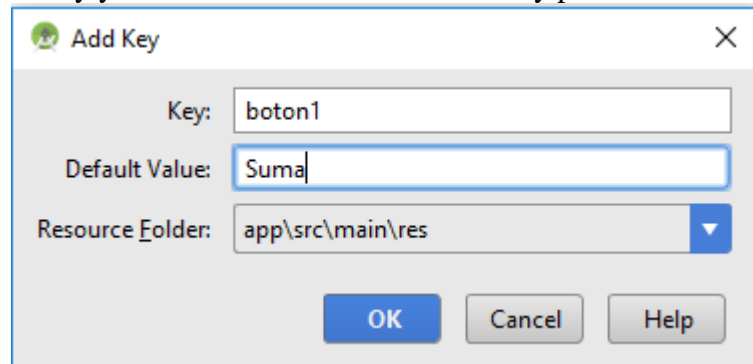 Add Key
Key: boton1
Default Value: Suma
Resource Folder: app\src\main\res
OK Cancel Help